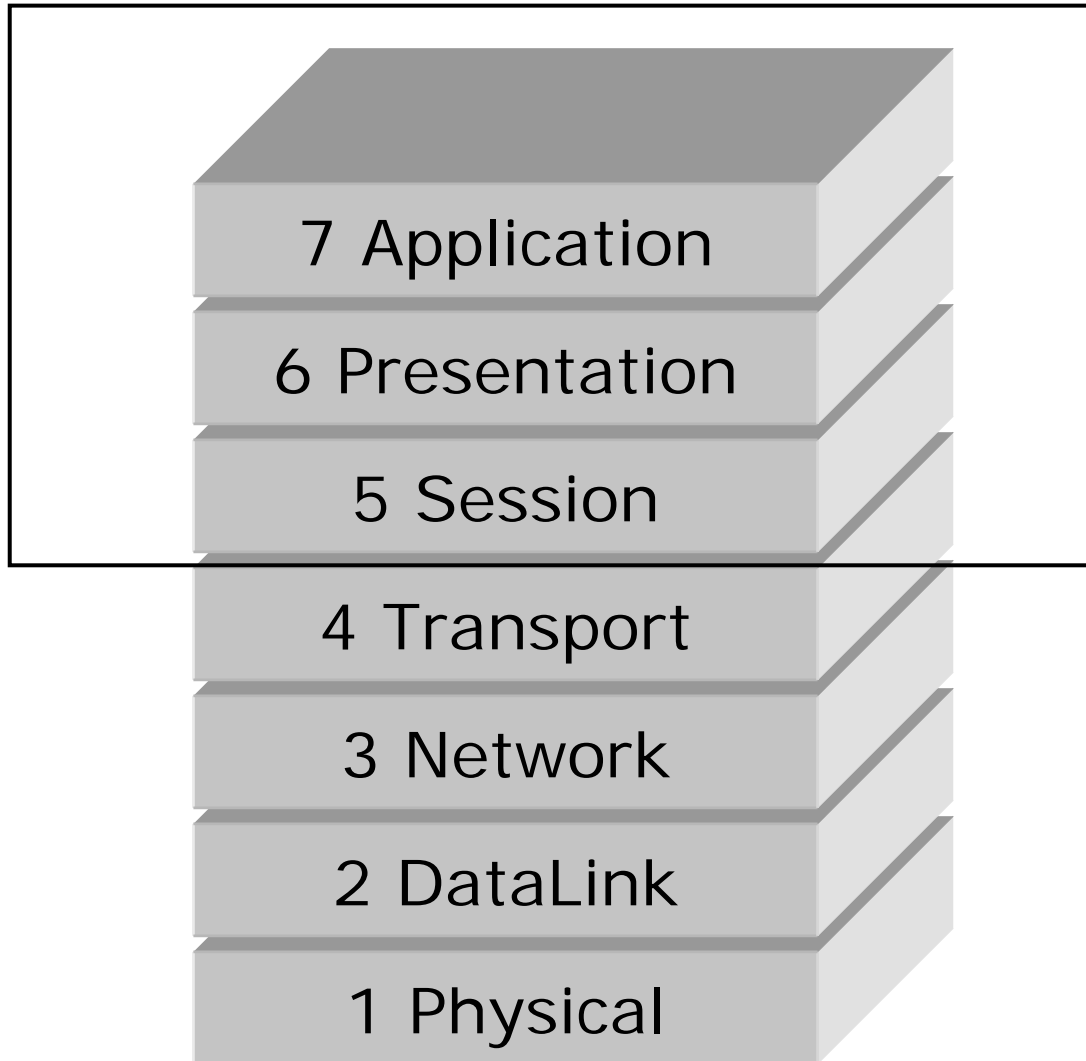 7 Application
6 Presentation
5 Session
4 Transport
3 Network
2 DataLink
1 Physical